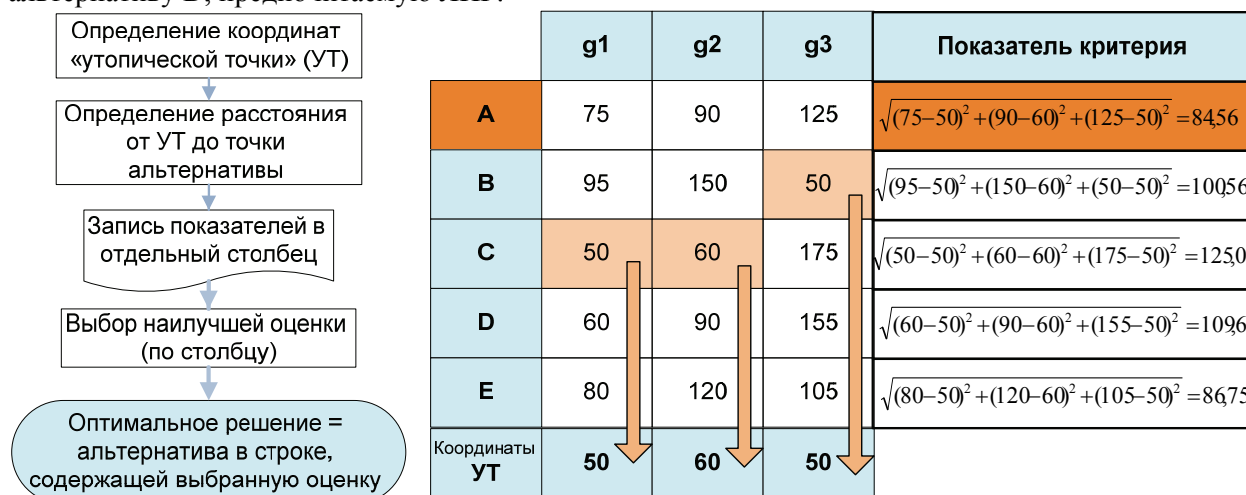 Определение координат
«утопической точки» (УТ)
Определение расстояния
от УТ до точки
альтернативы
Запись показателей в
отдельный столбец
Выбор наилучшей оценки
(по столбцу)
Оптимальное решение =
альтернатива в строке,
содержащей выбранную оценку
g1 g2 g3 Показатель критерия
A 75 90 125 √(75−50)²+(90−60)²+(125−50)² =84,56
B 95 150 50 √(95−50)²+(150−60)²+(50−50)² =100,56
C 50 60 175 √(50−50)²+(60−60)²+(175−50)² =125,0
D 60 90 155 √(60−50)²+(90−60)²+(155−50)² =109,6
E 80 120 105 √(80−50)²+(120−60)²+(105−50)² =86,75
Координаты
УТ 50 60 50